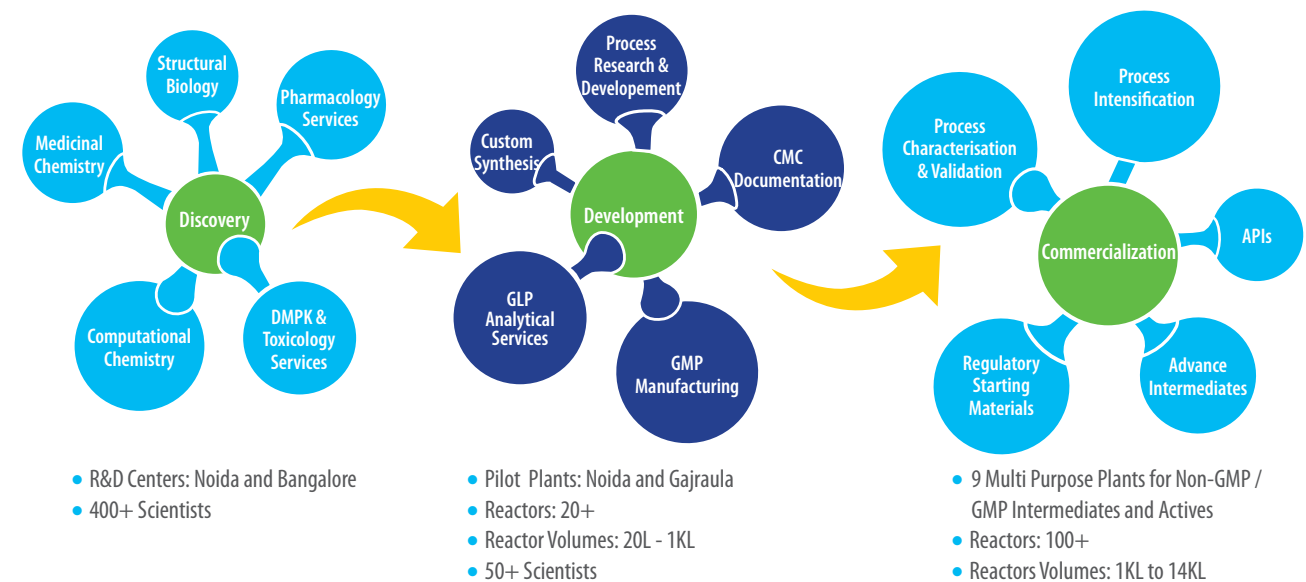 Structural
Biology
Pharmacology
Services
Medicinal
Chemistry
Discovery
Computational
Chemistry
DMPK &
Toxicology
Services
• R&D Centers: Noida and Bangalore
• 400+ Scientists
Process
Research &
Developement
Custom
Synthesis
CMC
Documentation
Development
GLP
Analytical
Services
GMP
Manufacturing
• Pilot Plants: Noida and Gajraula
• Reactors: 20+
• Reactor Volumes: 20L - 1KL
• 50+ Scientists
Process
Intensification
Process
Characterisation
& Validation
APIs
Commercialization
Regulatory
Starting
Materials
Advance
Intermediates
• 9 Multi Purpose Plants for Non-GMP /
GMP Intermediates and Actives
• Reactors: 100+
• Reactors Volumes: 1KL to 14KL